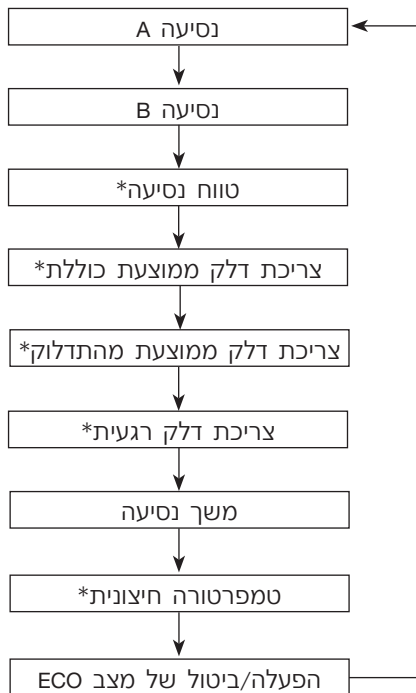 נסיעה A
נסיעה B
טווח נסיעה*
צריכת דלק ממוצעת כוללת*
צריכת דלק ממוצעת מהתדלוק*
צריכת דלק רגעית*
משך נסיעה
טמפרטורה חיצונית*
הפעלה/ביטול של מצב ECO